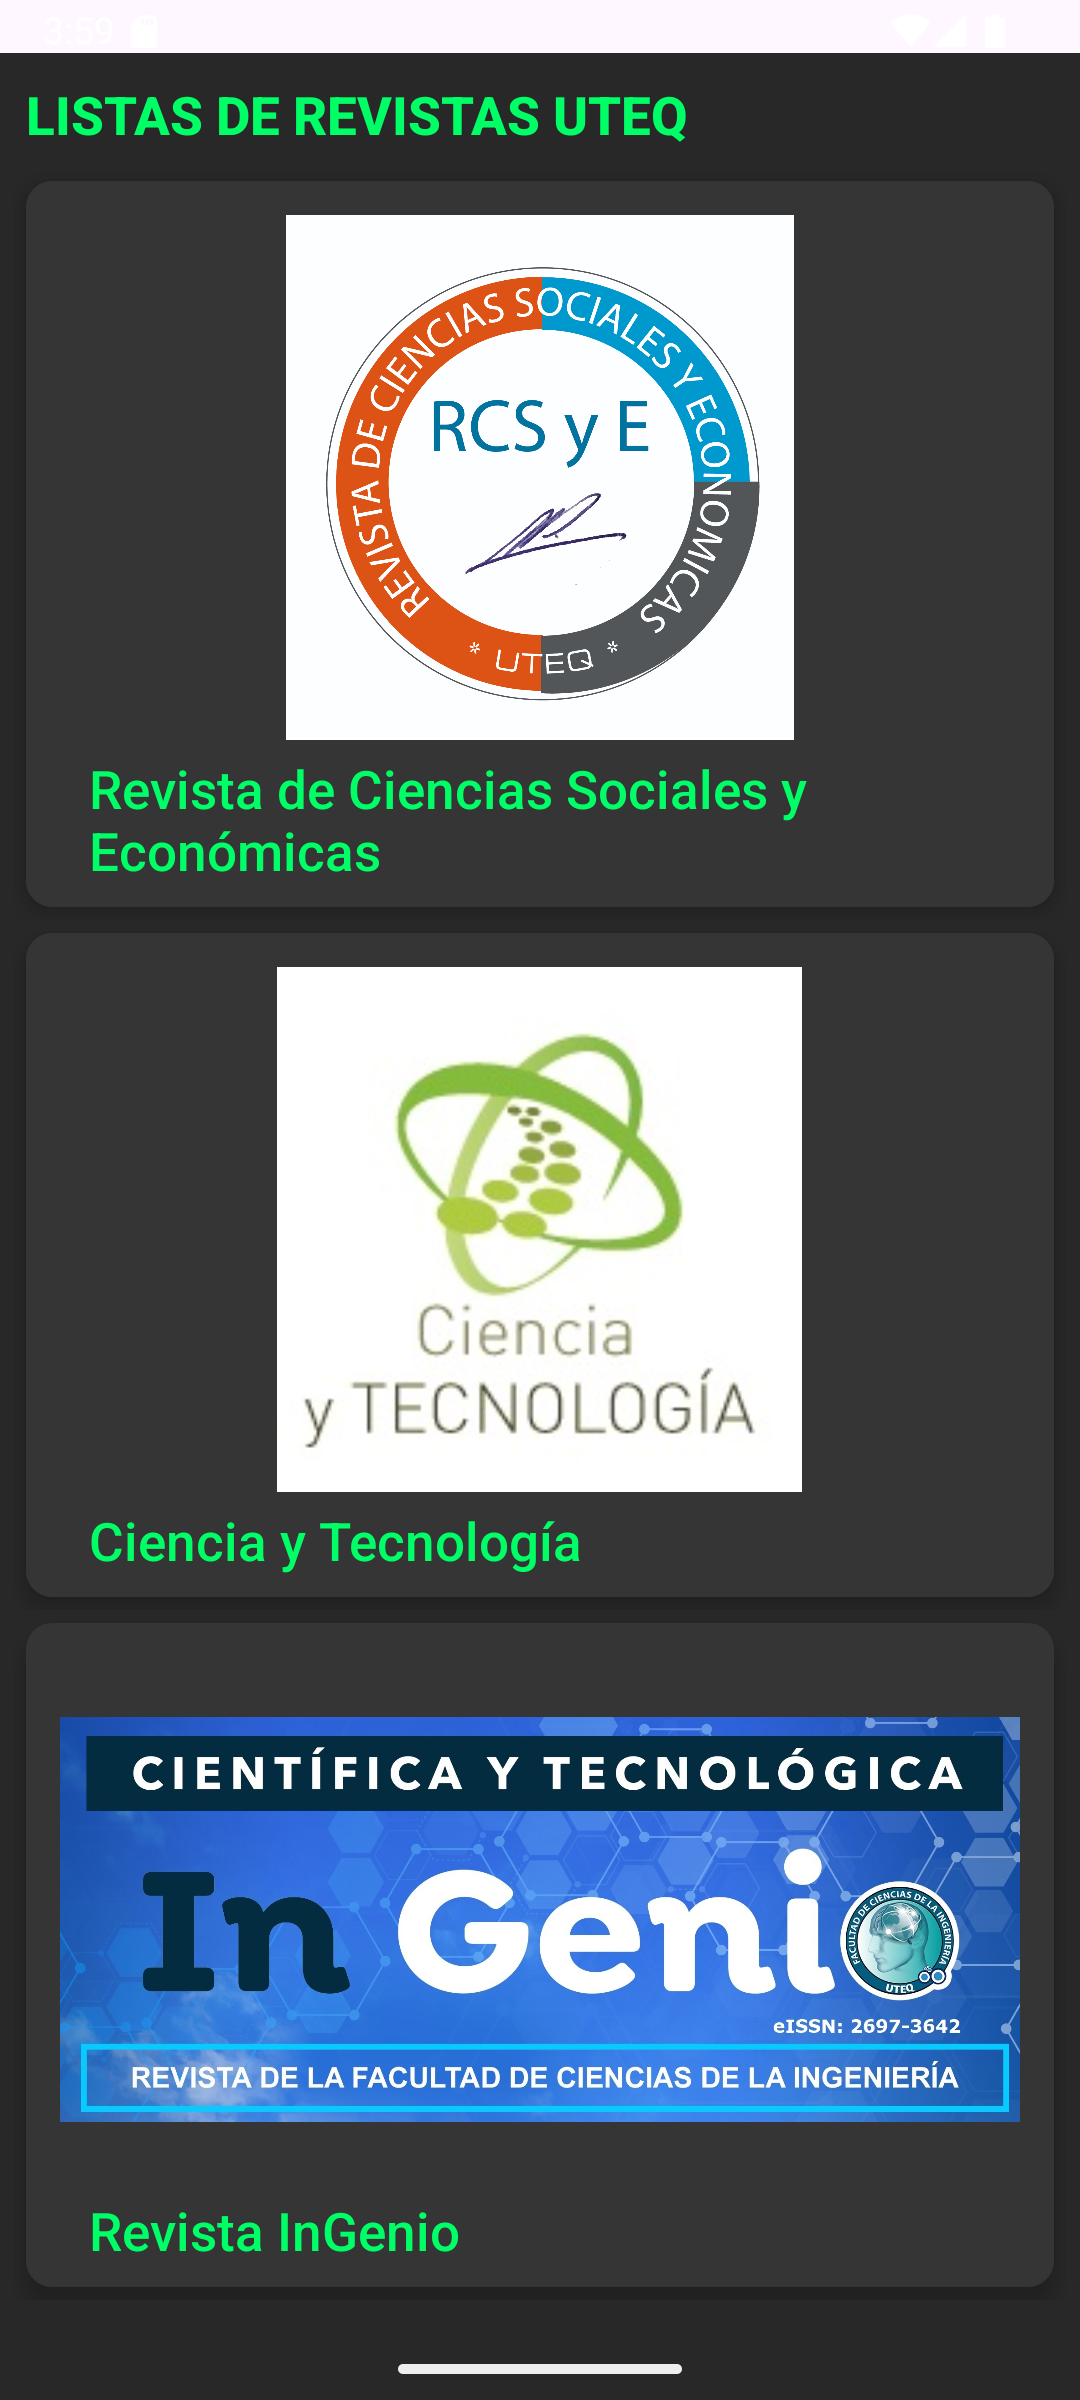 3:59
LISTAS DE REVISTAS UTEQ
REVISTA DE CIENCIAS SOCIALES Y ECONOMICAS
RCS y E
* UTEQ *
Revista de Ciencias Sociales y
Económicas
Ciencia
y TECNOLOGÍA
Ciencia y Tecnología
CIENTÍFICA Y TECNOLÓGICA
In Genio
FACULTAD DE CIENCIAS DE LA INGENIERÍA
UTEQ
eISSN: 2697-3642
REVISTA DE LA FACULTAD DE CIENCIAS DE LA INGENIERÍA
Revista InGenio